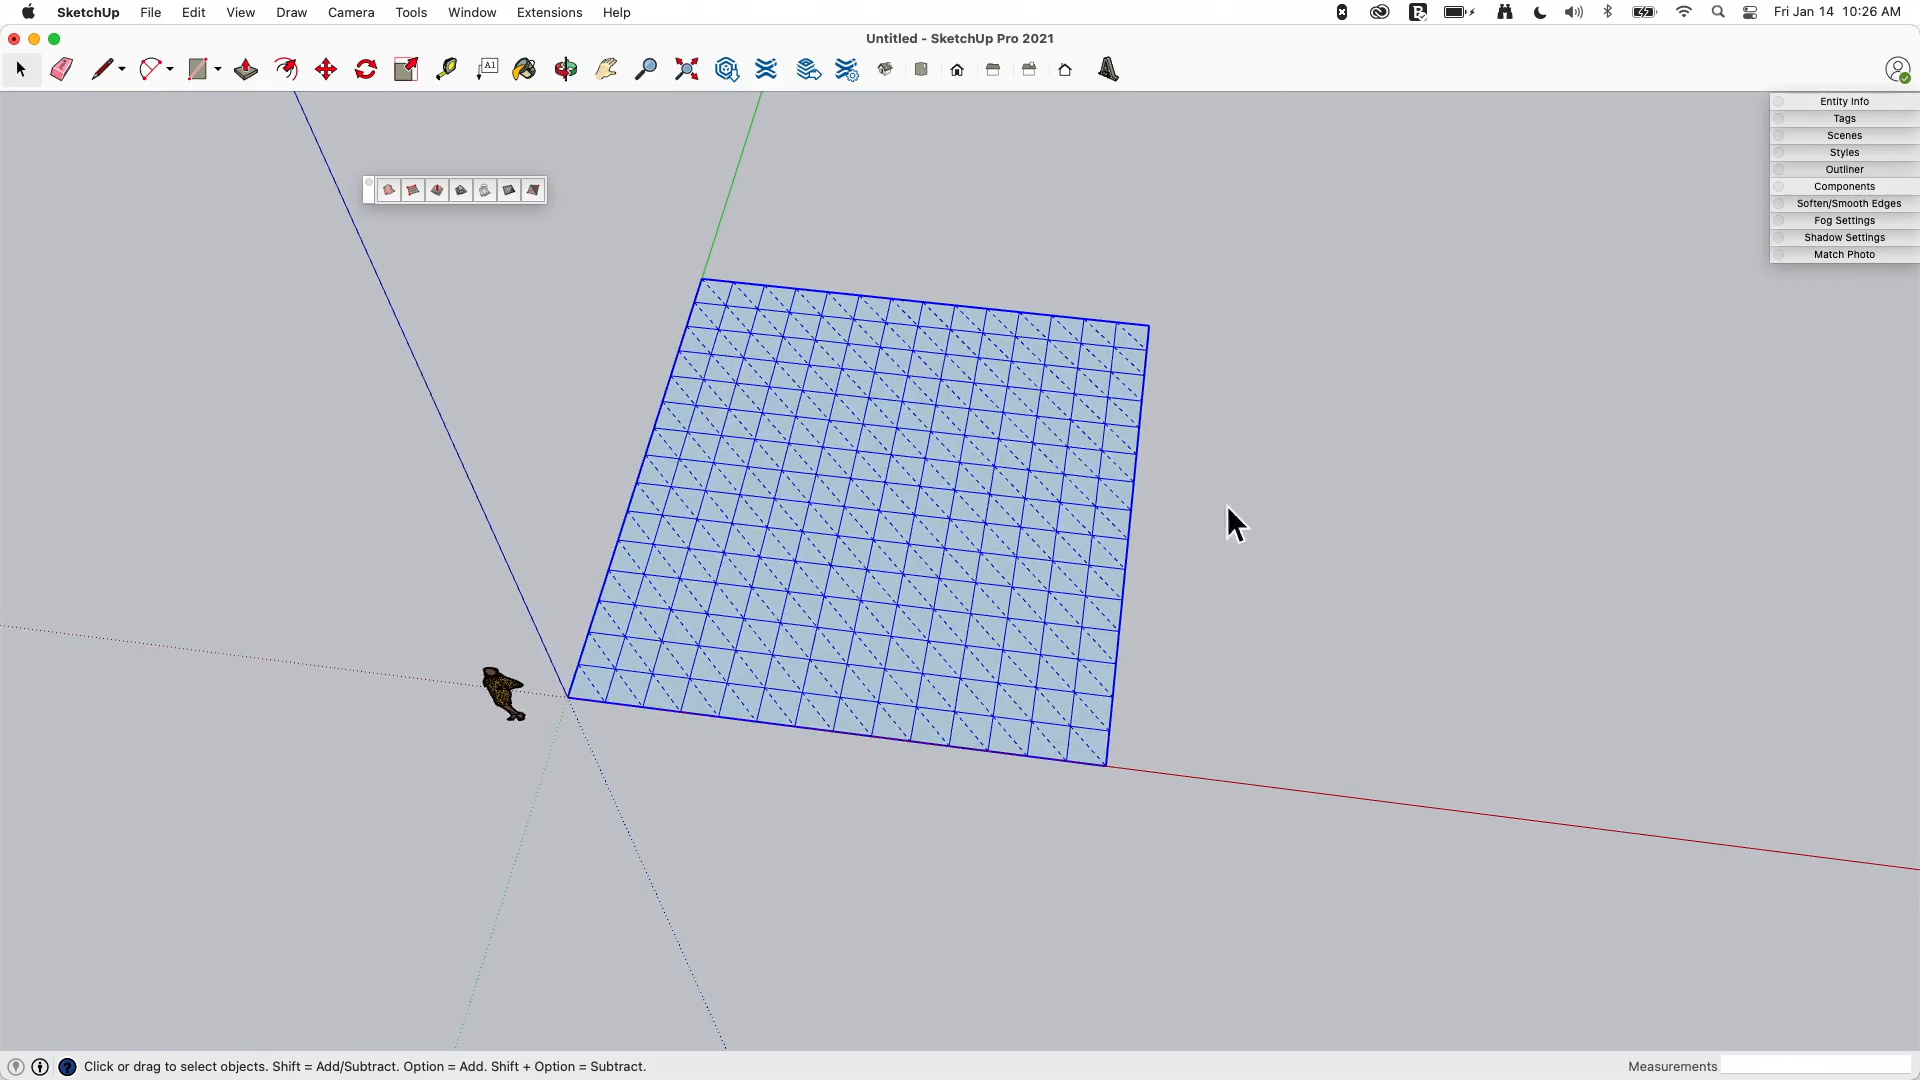 SketchUp File Edit View Draw Camera Tools Window Extensions Help Fri Jan 14 10:26 AM
Untitled - SketchUp Pro 2021
A1
Entity Info
Tags
Scenes
Styles
Outliner
Components
Soften/Smooth Edges
Fog Settings
Shadow Settings
Match Photo
Click or drag to select objects. Shift = Add/Subtract. Option = Add. Shift + Option = Subtract. Measurements